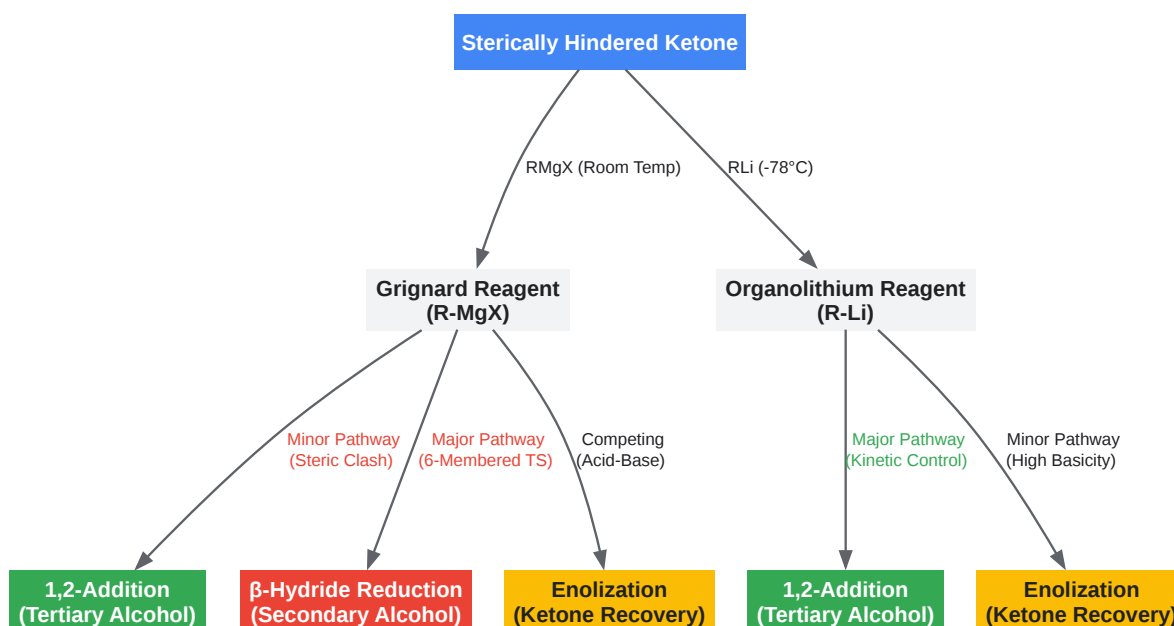 Sterically Hindered Ketone
RMgX (Room Temp)
RLi (-78°C)
Grignard Reagent
(R-MgX)
Organolithium Reagent
(R-Li)
Minor Pathway
(Steric Clash)
Major Pathway
(6-Membered TS)
Competing
(Acid-Base)
Major Pathway
(Kinetic Control)
Minor Pathway
(High Basicity)
1,2-Addition
(Tertiary Alcohol)
β-Hydride Reduction
(Secondary Alcohol)
Enolization
(Ketone Recovery)
1,2-Addition
(Tertiary Alcohol)
Enolization
(Ketone Recovery)